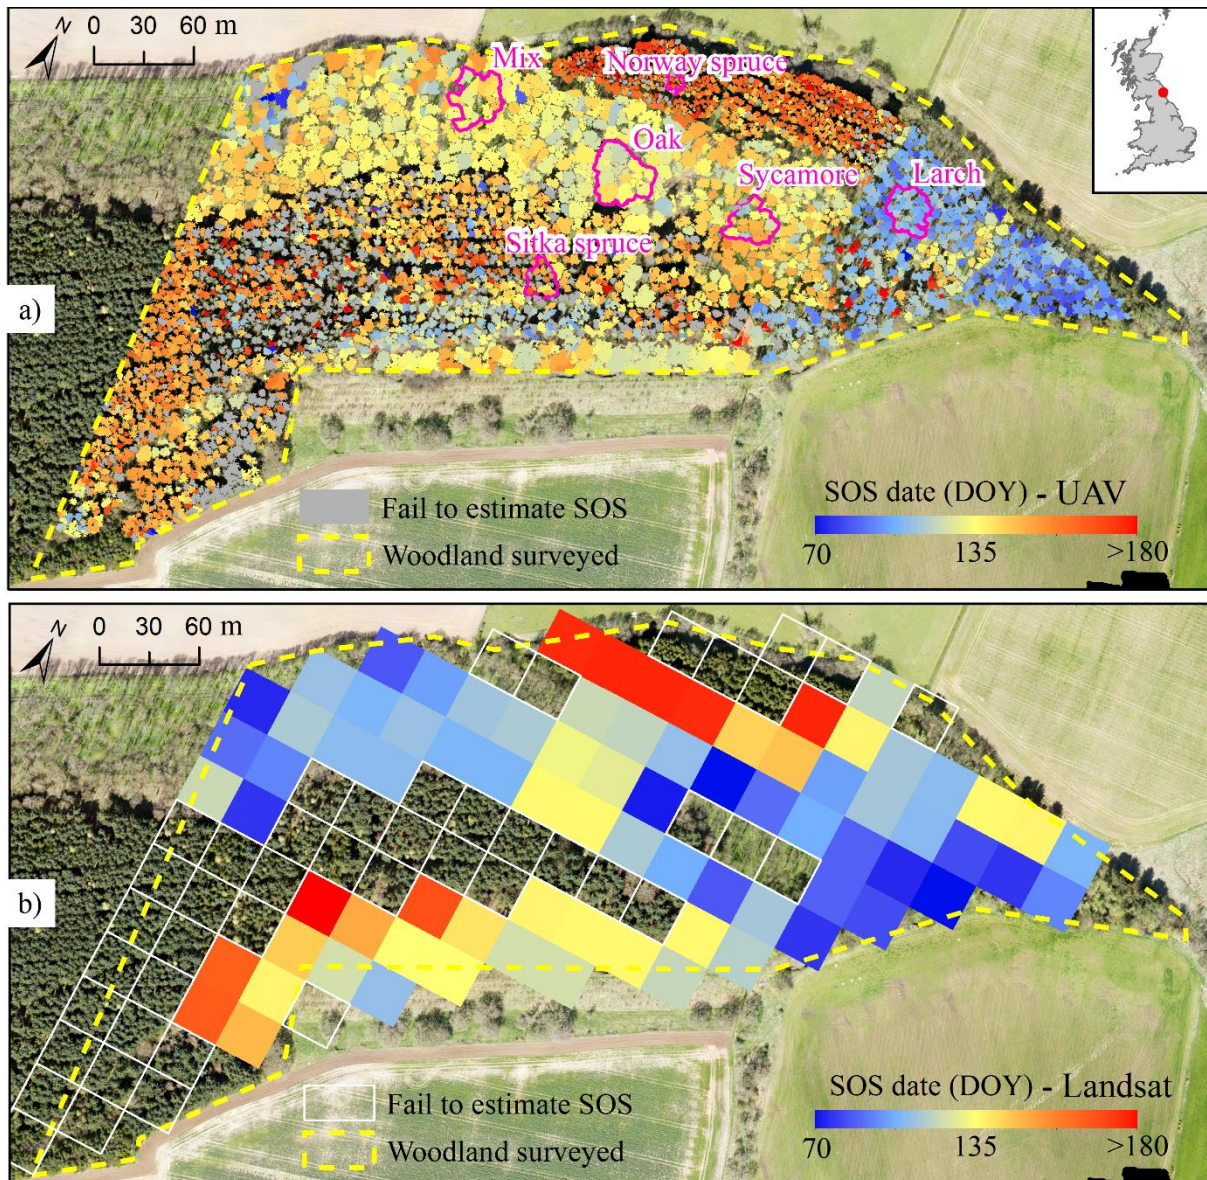 N 0 30 60 m
Mix
Norway spruce
Oak
Sycamore
Larch
Sitka spruce
a)
Fail to estimate SOS
Woodland surveyed
SOS date (DOY) - UAV
70 135 >180
N 0 30 60 m
b)
Fail to estimate SOS
Woodland surveyed
SOS date (DOY) - Landsat
70 135 >180